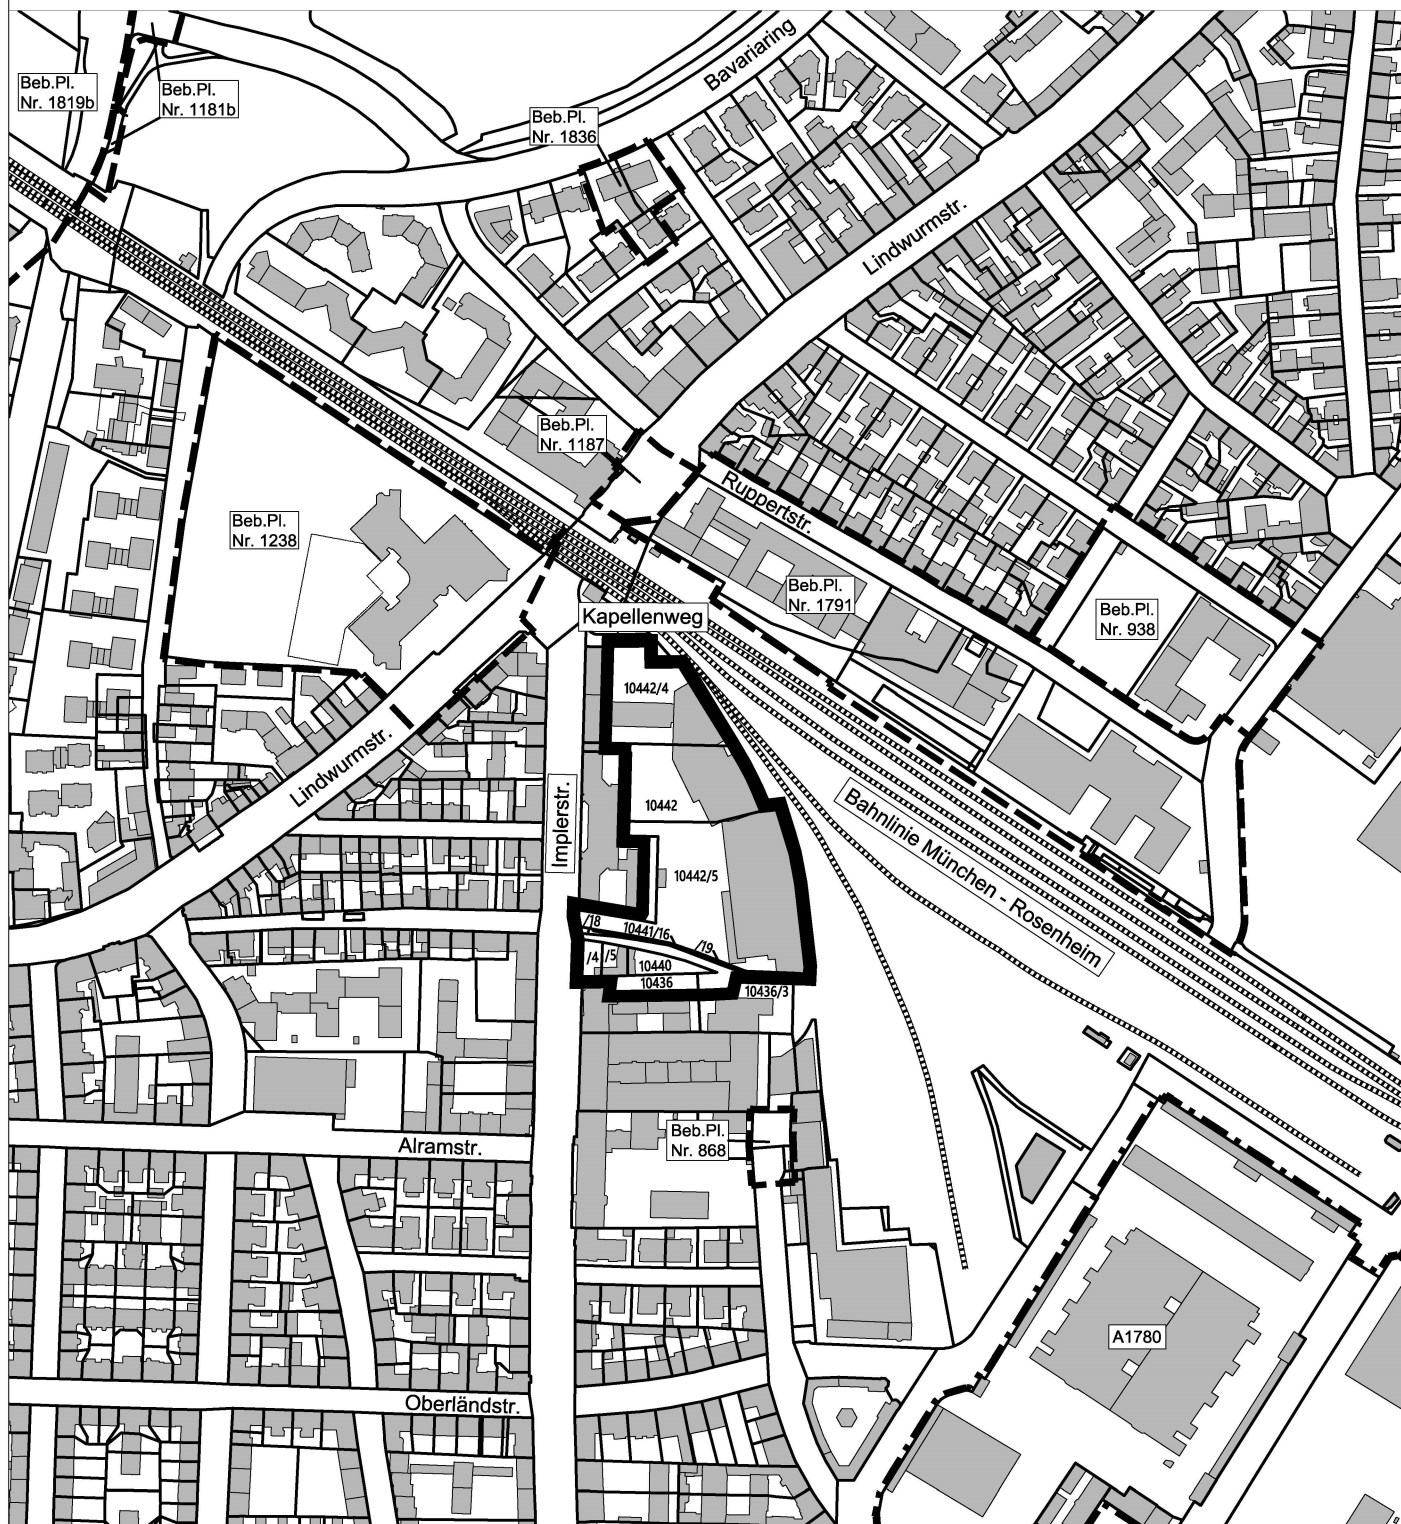 Bavariaring
Beb.Pl.
Nr. 1819b
Beb.Pl.
Nr. 1181b
Beb.Pl.
Nr. 1836
Lindwurmstr.
Beb.Pl.
Nr. 1187
Ruppertstr.
Beb.Pl.
Nr. 1238
Beb.Pl.
Nr. 1791
Beb.Pl.
Nr. 938
Kapellenweg
10442/4
Lindwurmstr.
Implerstr.
10442
Bahnlinie München - Rosenheim
10442/5
/18
10441/16
/19
/4
/5
10440
10436
10436/3
Beb.Pl.
Nr. 868
Alramstr.
A1780
Oberländstr.